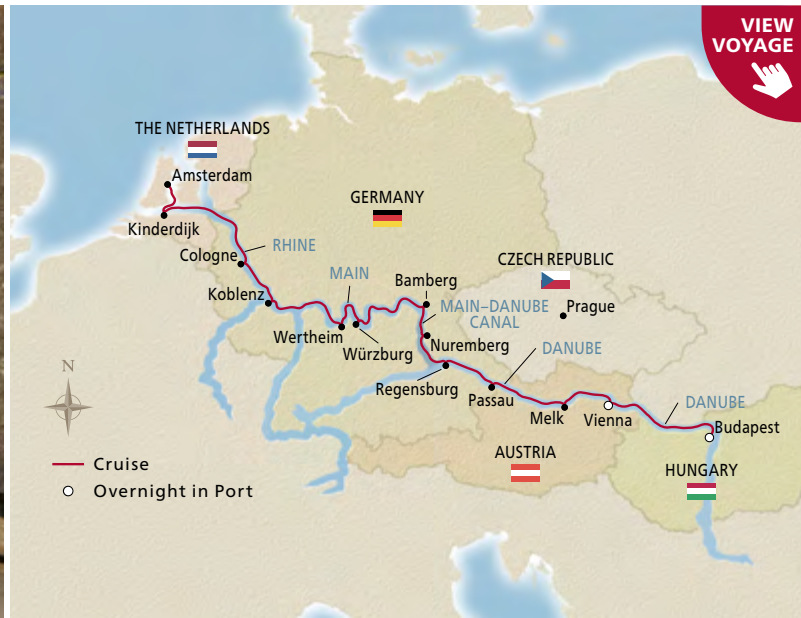 VIEW
VOYAGE
THE NETHERLANDS
Amsterdam
GERMANY
Kinderdijk
RHINE
CZECH REPUBLIC
Cologne
MAIN
Bamberg
Koblenz
MAIN–DANUBE
CANAL
Prague
Wertheim
Würzburg
Nuremberg
DANUBE
Regensburg
Passau
Melk
Vienna
DANUBE
Budapest
AUSTRIA
HUNGARY
N
Cruise
Overnight in Port